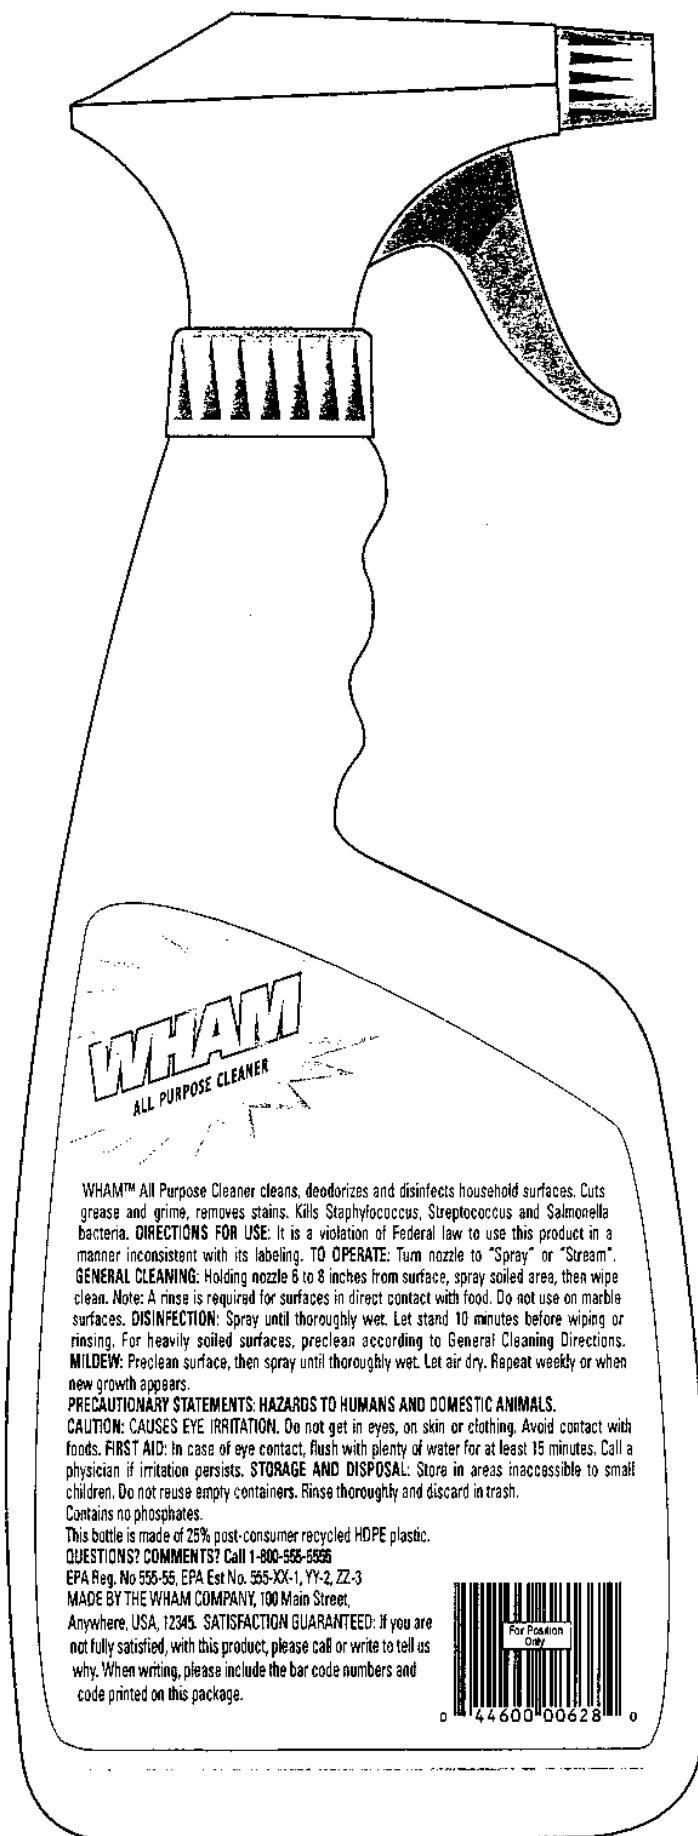 WHAM
ALL PURPOSE CLEANER
WHAM™ All Purpose Cleaner cleans, deodorizes and disinfects household surfaces. Cuts
grease and grime, removes stains. Kills Staphylococcus, Streptococcus and Salmonella
bacteria. DIRECTIONS FOR USE: It is a violation of Federal law to use this product in a
manner inconsistent with its labeling. TO OPERATE: Turn nozzle to "Spray" or "Stream".
GENERAL CLEANING: Holding nozzle 6 to 8 inches from surface, spray soiled area, then wipe
clean. Note: A rinse is required for surfaces in direct contact with food. Do not use on marble
surfaces. DISINFECTION: Spray until thoroughly wet. Let stand 10 minutes before wiping or
rinsing. For heavily soiled surfaces, preclean according to General Cleaning Directions.
MILDEW: Preclean surface, then spray until thoroughly wet. Let air dry. Repeat weekly or when
new growth appears.
PRECAUTIONARY STATEMENTS: HAZARDS TO HUMANS AND DOMESTIC ANIMALS.
CAUTION: CAUSES EYE IRRITATION. Do not get in eyes, on skin or clothing. Avoid contact with
foods. FIRST AID: In case of eye contact, flush with plenty of water for at least 15 minutes. Call a
physician if irritation persists. STORAGE AND DISPOSAL: Store in areas inaccessible to small
children. Do not reuse empty containers. Rinse thoroughly and discard in trash.
Contains no phosphates.
This bottle is made of 25% post-consumer recycled HDPE plastic.
QUESTIONS? COMMENTS? Call 1-800-555-5555
EPA Reg. No 555-55, EPA Est No. 555-XX-1, YY-2, ZZ-3
MADE BY THE WHAM COMPANY, 100 Main Street,
Anywhere, USA, 12345. SATISFACTION GUARANTEED: If you are
not fully satisfied, with this product, please call or write to tell us
why. When writing, please include the bar code numbers and
code printed on this package.
For Position
Only
0 44600 00628 0